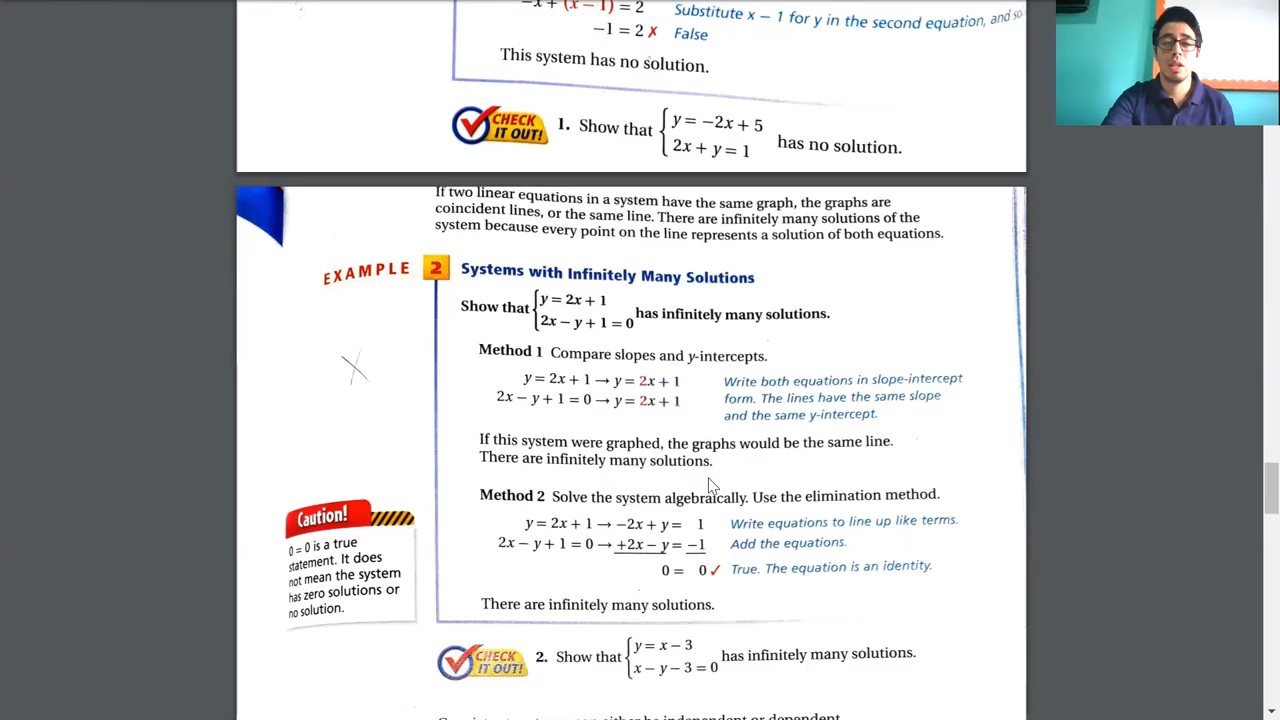 −x + (x − 1) = 2 Substitute x − 1 for y in the second equation, and so
−1 = 2 ✗ False
This system has no solution.
CHECK IT OUT! 1. Show that { y = −2x + 5
2x + y = 1 has no solution.
If two linear equations in a system have the same graph, the graphs are
coincident lines, or the same line. There are infinitely many solutions of the
system because every point on the line represents a solution of both equations.
EXAMPLE 2 Systems with Infinitely Many Solutions
Show that { y = 2x + 1
2x − y + 1 = 0 has infinitely many solutions.
Method 1 Compare slopes and y-intercepts.
y = 2x + 1 → y = 2x + 1 Write both equations in slope-intercept
2x − y + 1 = 0 → y = 2x + 1 form. The lines have the same slope
and the same y-intercept.
If this system were graphed, the graphs would be the same line.
There are infinitely many solutions.
Method 2 Solve the system algebraically. Use the elimination method.
y = 2x + 1 → −2x + y = 1 Write equations to line up like terms.
2x − y + 1 = 0 → +2x − y = −1 Add the equations.
0 = 0 ✓ True. The equation is an identity.
There are infinitely many solutions.
Caution!
0 = 0 is a true
statement. It does
not mean the system
has zero solutions or
no solution.
CHECK IT OUT! 2. Show that { y = x − 3
x − y − 3 = 0 has infinitely many solutions.